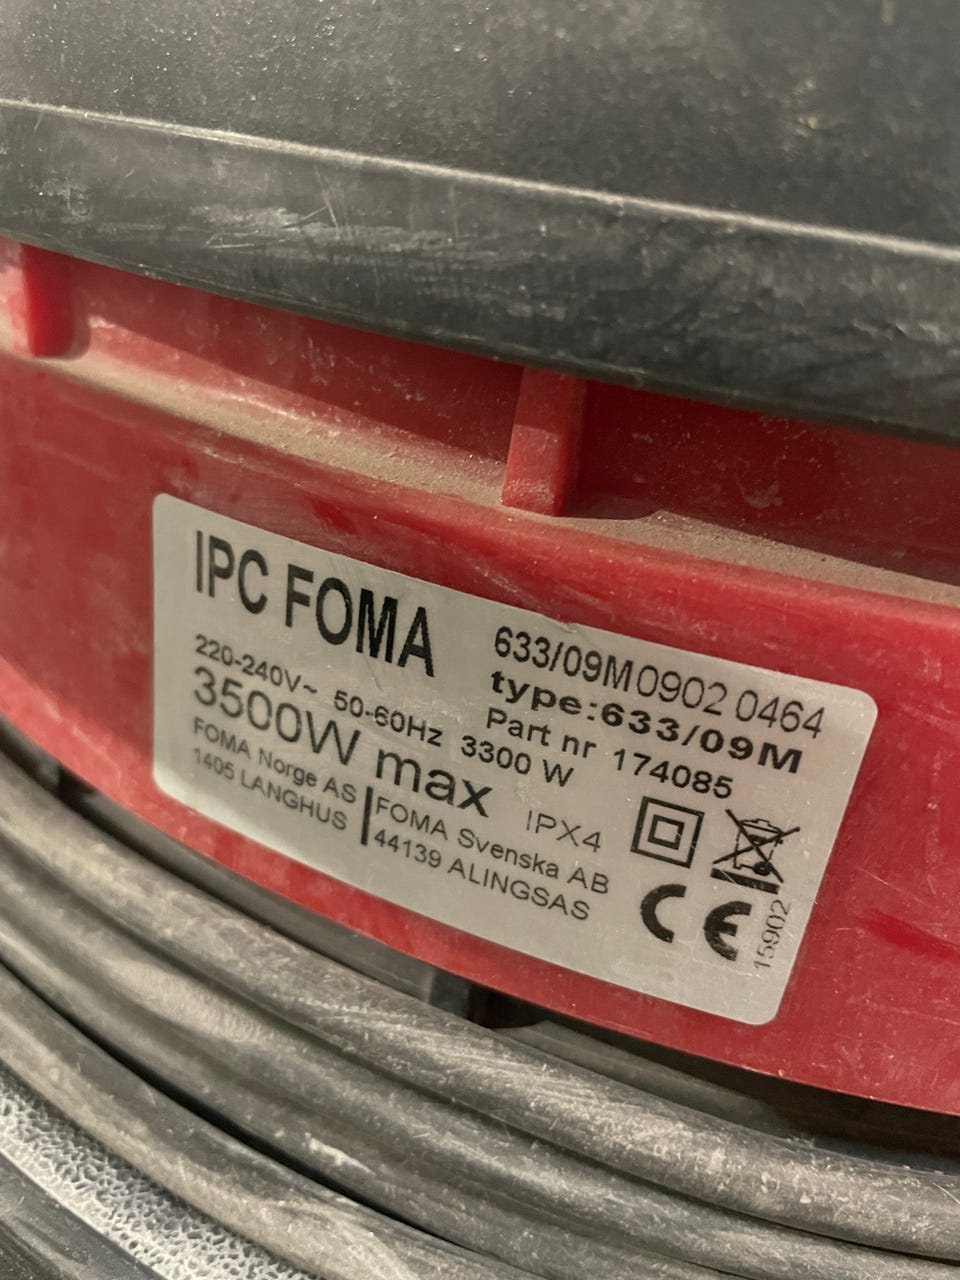 IPC FOMA
633/09M0902 0464
type:633/09M
Part nr 174085
220-240V~ 50-60Hz 3300 W
3500W max
IPX4
FOMA Norge AS
1405 LANGHUS
FOMA Svenska AB
44139 ALINGSAS
CE
15902